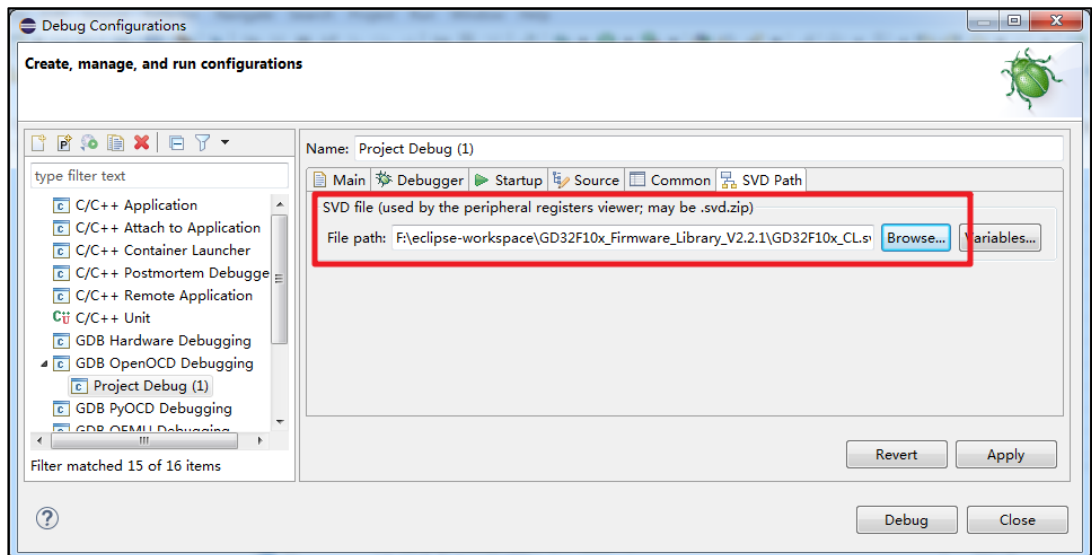 Debug Configurations
Create, manage, and run configurations
Name: Project Debug (1)
type filter text
Main Debugger Startup Source Common SVD Path
C/C++ Application
SVD file (used by the peripheral registers viewer; may be .svd.zip)
C/C++ Attach to Application
File path: F:\eclipse-workspace\GD32F10x_Firmware_Library_V2.2.1\GD32F10x_CL.sv Browse... Variables...
C/C++ Container Launcher
C/C++ Postmortem Debugge
C/C++ Remote Application
C/C++ Unit
GDB Hardware Debugging
GDB OpenOCD Debugging
Project Debug (1)
GDB PyOCD Debugging
GDB QEMU Debugging
Filter matched 15 of 16 items
Revert Apply
Debug Close